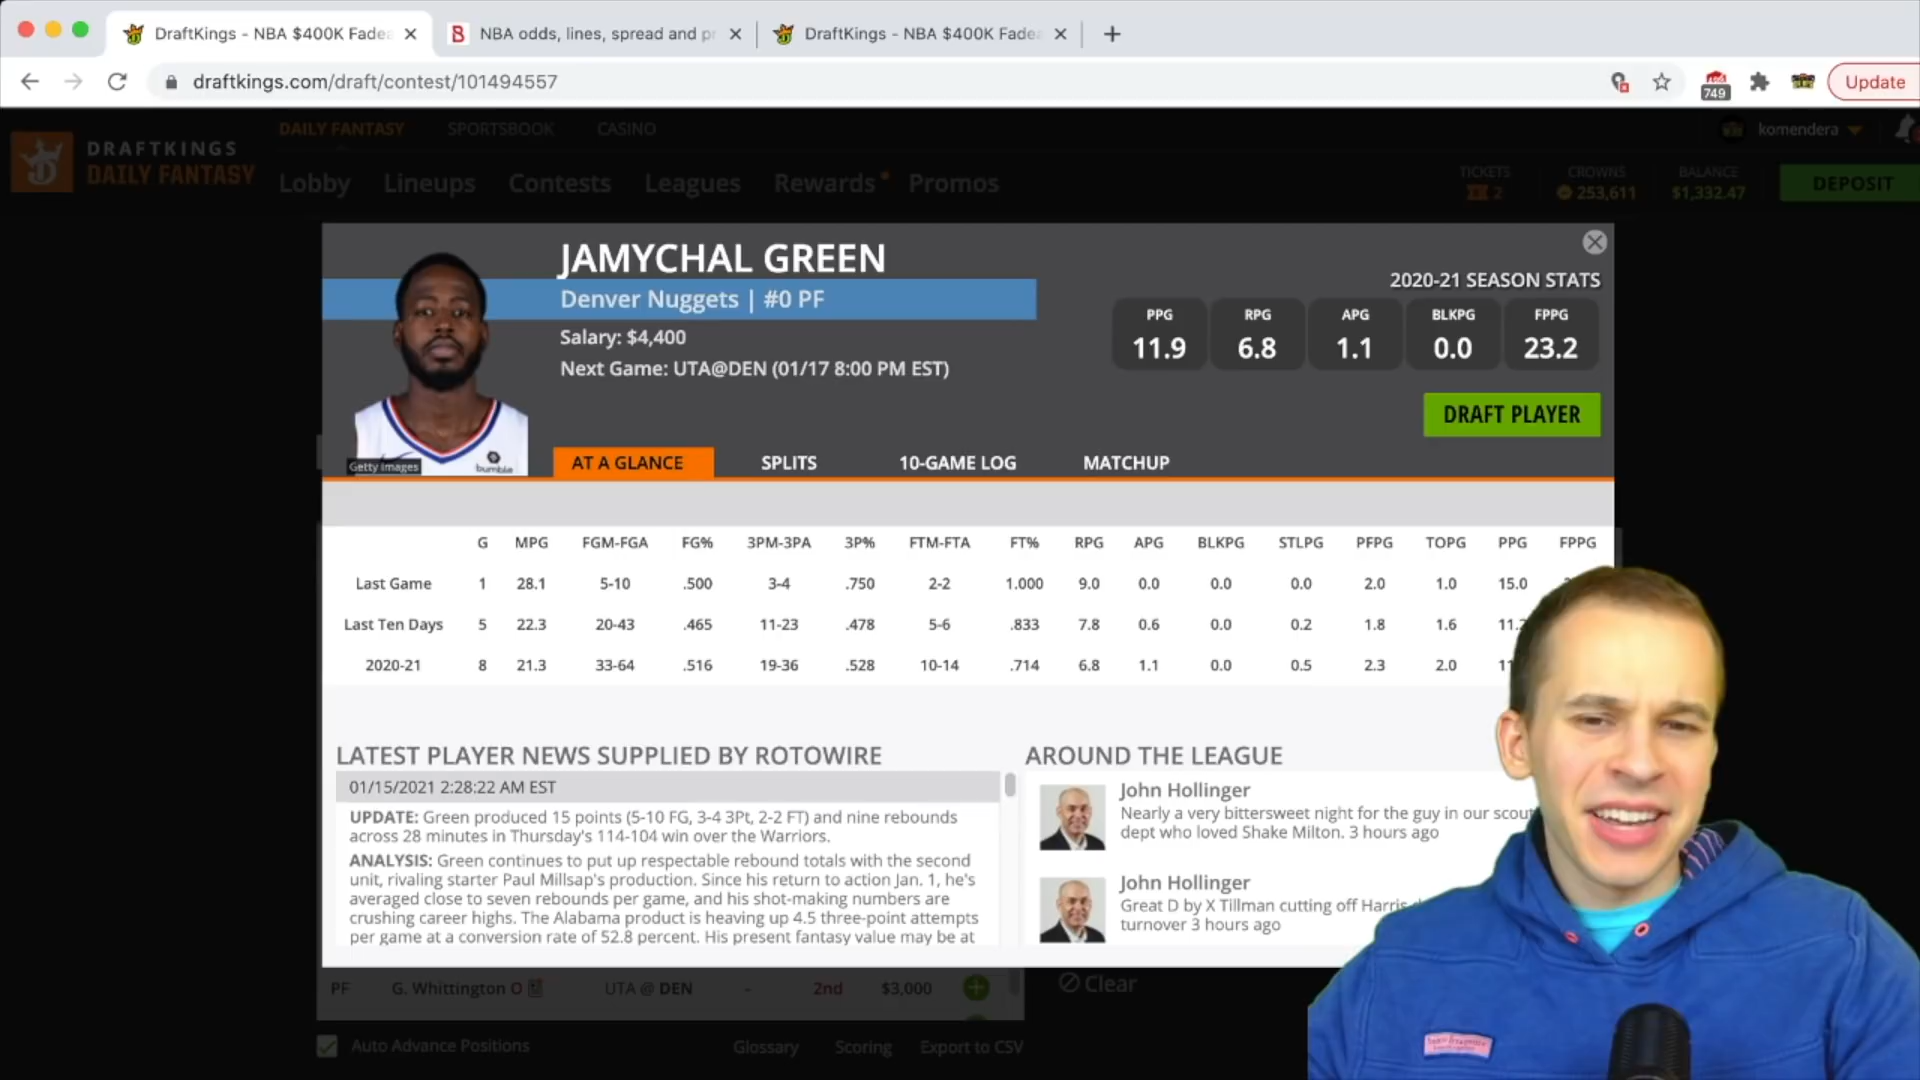 DraftKings - NBA $400K Fadea
NBA odds, lines, spread and pr
DraftKings - NBA $400K Fadea
draftkings.com/draft/contest/101494557
749
Update
DAILY FANTASY SPORTSBOOK CASINO
komendera
DRAFTKINGS
DAILY FANTASY
Lobby Lineups Contests Leagues Rewards Promos
TICKETS CROWNS BALANCE
2 253,611 $1,332.47
DEPOSIT
JAMYCHAL GREEN
Denver Nuggets | #0 PF
Salary: $4,400
Next Game: UTA@DEN (01/17 8:00 PM EST)
2020-21 SEASON STATS
PPG RPG APG BLKPG FPPG
11.9 6.8 1.1 0.0 23.2
DRAFT PLAYER
Getty Images
bumble
AT A GLANCE SPLITS 10-GAME LOG MATCHUP
G MPG FGM-FGA FG% 3PM-3PA 3P% FTM-FTA FT% RPG APG BLKPG STLPG PFPG TOPG PPG FPPG
Last Game 1 28.1 5-10 .500 3-4 .750 2-2 1.000 9.0 0.0 0.0 0.0 2.0 1.0 15.0
Last Ten Days 5 22.3 20-43 .465 11-23 .478 5-6 .833 7.8 0.6 0.0 0.2 1.8 1.6
2020-21 8 21.3 33-64 .516 19-36 .528 10-14 .714 6.8 1.1 0.0 0.5 2.3 2.0
LATEST PLAYER NEWS SUPPLIED BY ROTOWIRE
01/15/2021 2:28:22 AM EST
UPDATE: Green produced 15 points (5-10 FG, 3-4 3Pt, 2-2 FT) and nine rebounds
across 28 minutes in Thursday's 114-104 win over the Warriors.
ANALYSIS: Green continues to put up respectable rebound totals with the second
unit, rivaling starter Paul Millsap's production. Since his return to action Jan. 1, he's
averaged close to seven rebounds per game, and his shot-making numbers are
crushing career highs. The Alabama product is heaving up 4.5 three-point attempts
per game at a conversion rate of 52.8 percent. His present fantasy value may be at
AROUND THE LEAGUE
John Hollinger
Nearly a very bittersweet night for the guy in our scout
dept who loved Shake Milton. 3 hours ago
John Hollinger
Great D by X Tillman cutting off Harris
turnover 3 hours ago
PF G. Whittington O UTA @ DEN - 2nd $3,000
Clear
Auto Advance Positions
Glossary Scoring Export to CSV